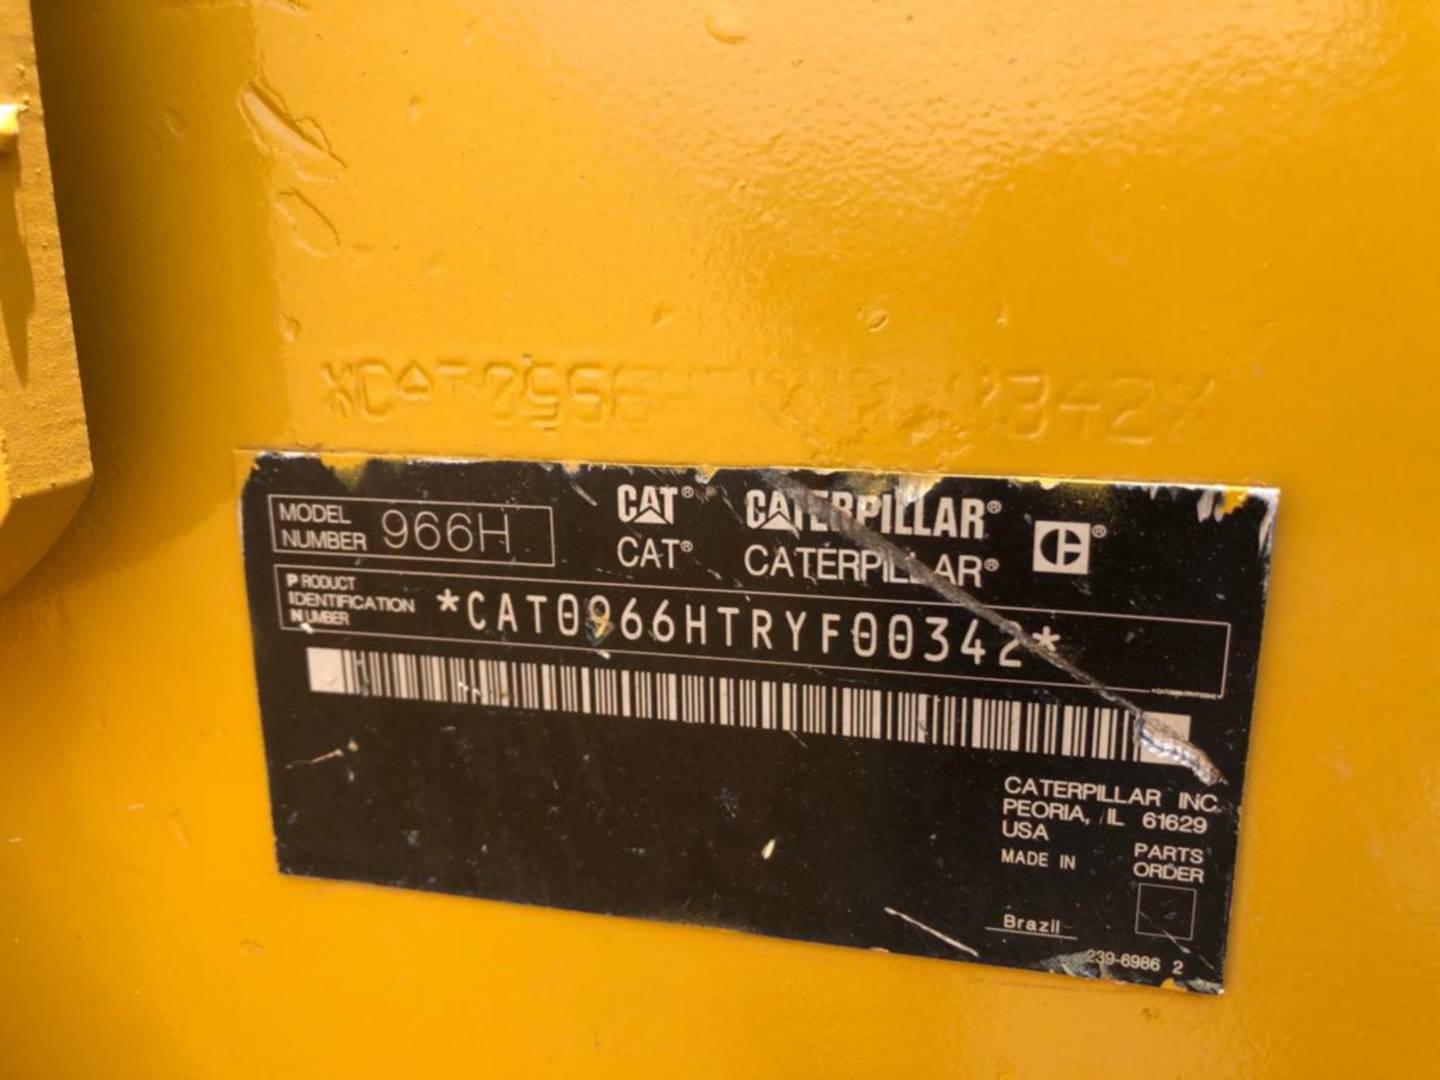 MODEL NUMBER 966H
CAT® CATERPILLAR®
CAT® CATERPILLAR®
PRODUCT IDENTIFICATION NUMBER *CAT0966HTRYF00342*
CATERPILLAR INC.
PEORIA, IL 61629
USA
MADE IN
PARTS ORDER
Brazil
239-6986 2